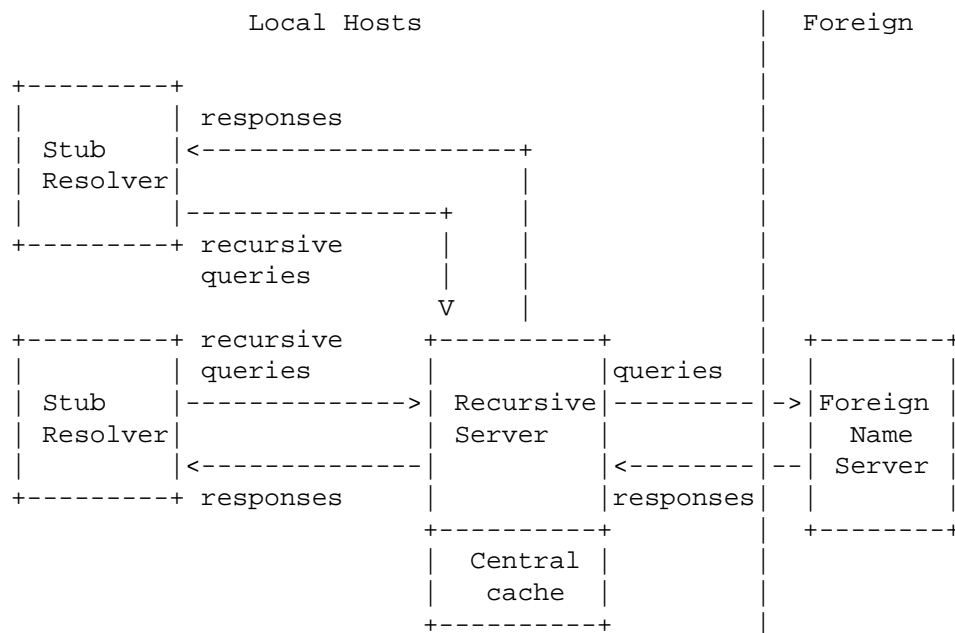 Local Hosts | Foreign
responses
Stub
Resolver
recursive
queries
V
recursive
queries
queries
Stub
Resolver
Recursive
Server
Foreign
Name
Server
responses
responses
Central
cache